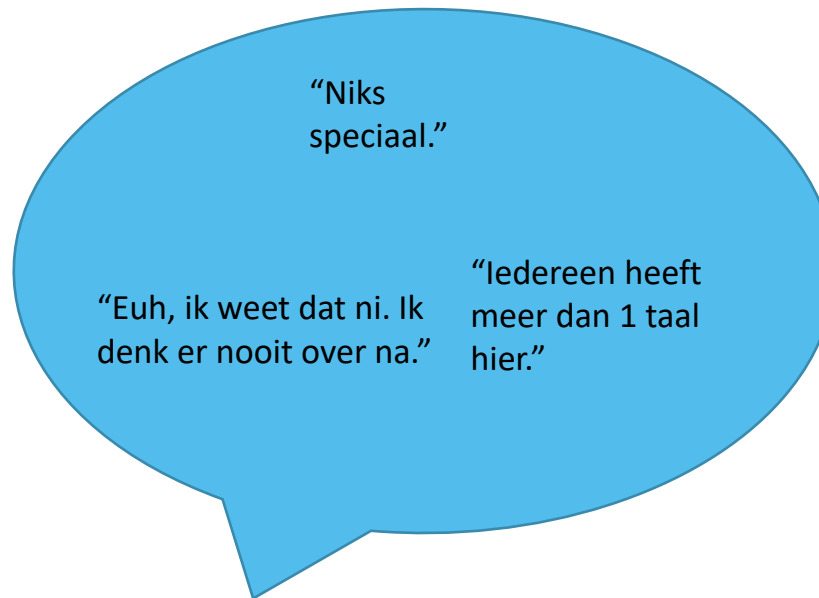 “Niks
speciaal.”
“Euh, ik weet dat ni. Ik
denk er nooit over na.”
“Iedereen heeft
meer dan 1 taal
hier.”